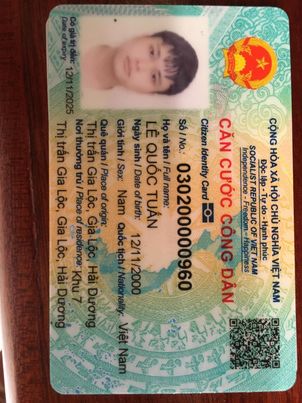 CỘNG HÒA XÃ HỘI CHỦ NGHĨA VIỆT NAM
Độc lập - Tự do - Hạnh phúc
SOCIALIST REPUBLIC OF VIET NAM
Independence - Freedom - Happiness
CĂN CƯỚC CÔNG DÂN
Citizen Identity Card
Số / No.: 030200000960
Họ và tên / Full name:
LÊ QUỐC TUẤN
Ngày sinh / Date of birth: 12/11/2000
Giới tính / Sex: Nam Quốc tịch / Nationality: Việt Nam
Quê quán / Place of origin:
Thị trấn Gia Lộc, Gia Lộc, Hải Dương
Nơi thường trú / Place of residence: Khu 7
Thị trấn Gia Lộc, Gia Lộc, Hải Dương
Có giá trị đến: 12/11/2025
Date of expiry